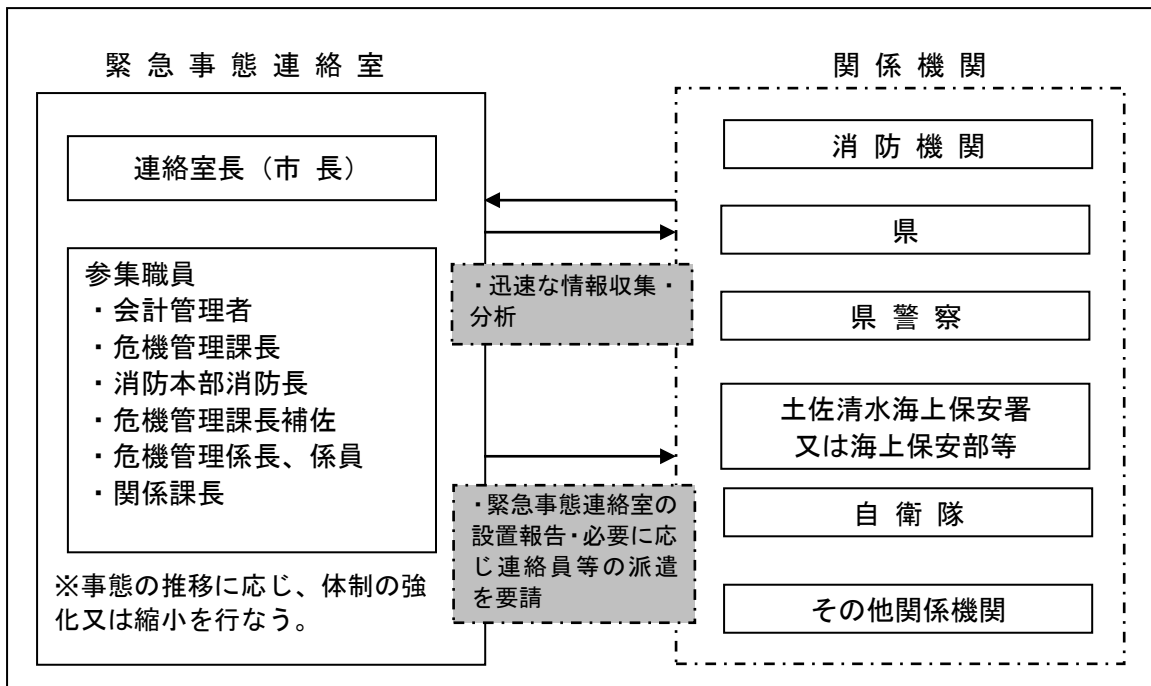 緊急事態連絡室
連絡室長（市 長）
参集職員
・会計管理者
・危機管理課長
・消防本部消防長
・危機管理課長補佐
・危機管理係長、係員
・関係課長
※事態の推移に応じ、体制の強
化又は縮小を行なう。
・迅速な情報収集・
分析
・緊急事態連絡室の
設置報告・必要に応
じ連絡員等の派遣
を要請
関係機関
消防機関
県
県警察
土佐清水海上保安署
又は海上保安部等
自衛隊
その他関係機関